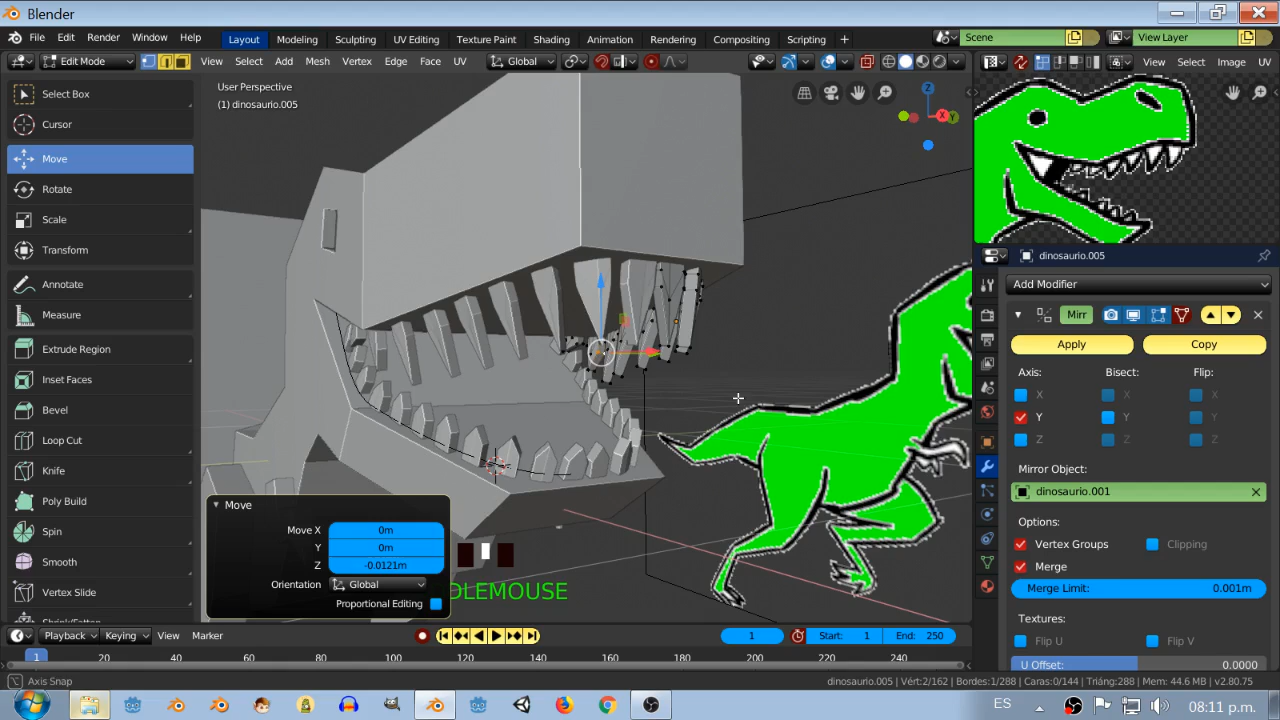 Blender
File Edit Render Window Help Layout Modeling Sculpting UV Editing Texture Paint Shading Animation Rendering Compositing Scripting + Scene View Layer
Edit Mode View Select Add Mesh Vertex Edge Face UV Global View Select Image UV
User Perspective
(1) dinosaurio.005
Z
X Y
Select Box
Cursor
Move
Rotate
Scale
Transform
Annotate
Measure
Extrude Region
Inset Faces
Bevel
Loop Cut
Knife
Poly Build
Spin
Smooth
Vertex Slide
Move
Move X 0m
Y 0m
Z -0.0121m
Orientation Global
Proportional Editing
DLEMOUSE
dinosaurio.005
Add Modifier
Mirr
Apply Copy
Axis: Bisect: Flip:
X X X
Y Y Y
Z Z Z
Mirror Object:
dinosaurio.001
Options:
Vertex Groups Clipping
Merge
Merge Limit: 0.001m
Textures:
Flip U Flip V
U Offset: 0.0000
Playback Keying View Marker 1 Start: 1 End: 250
1 20 40 60 80 100 120 140 160 180 200 220 240
Axis Snap dinosaurio.005 | Vért:2/162 | Bordes:1/288 | Caras:0/144 | Triáng:288 | Mem: 44.6 MB | v2.80.75
ES 08:11 p.m.